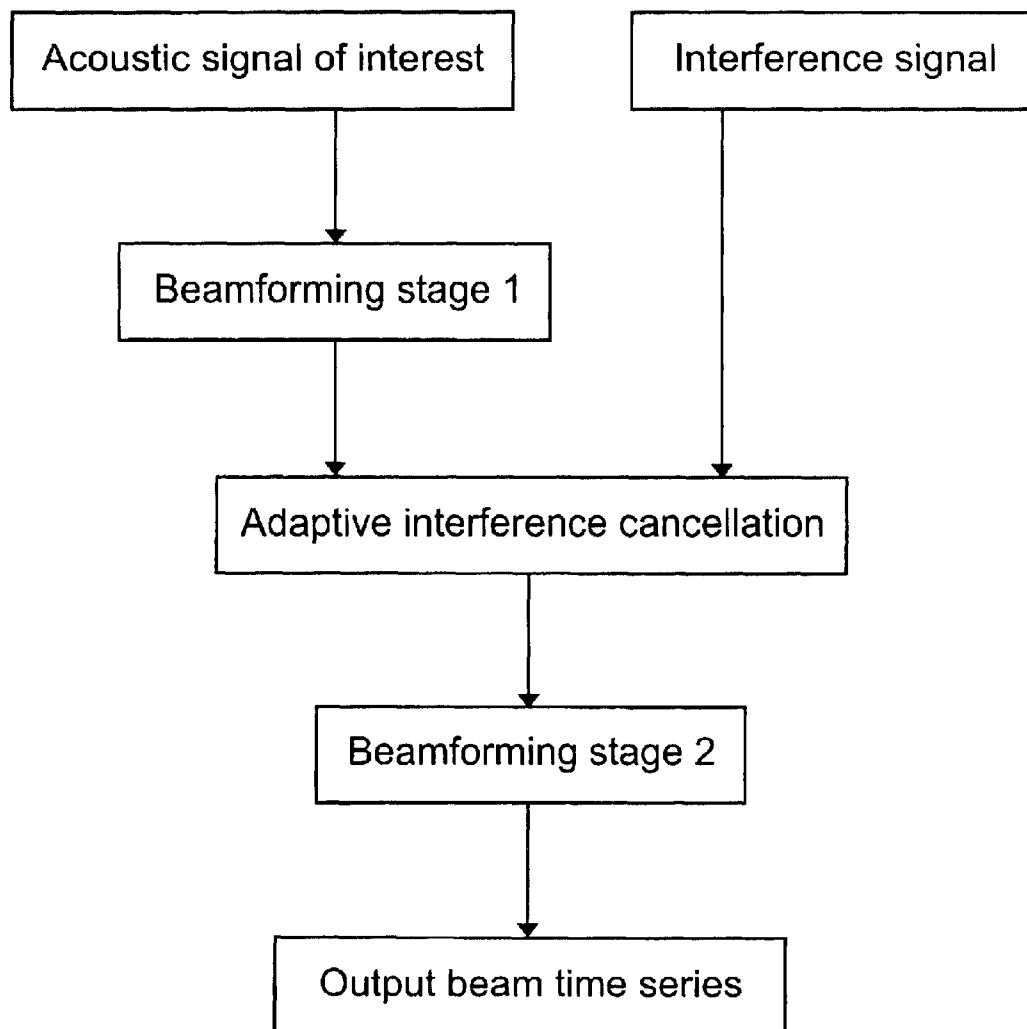 Acoustic signal of interest
Interference signal
Beamforming stage 1
Adaptive interference cancellation
Beamforming stage 2
Output beam time series